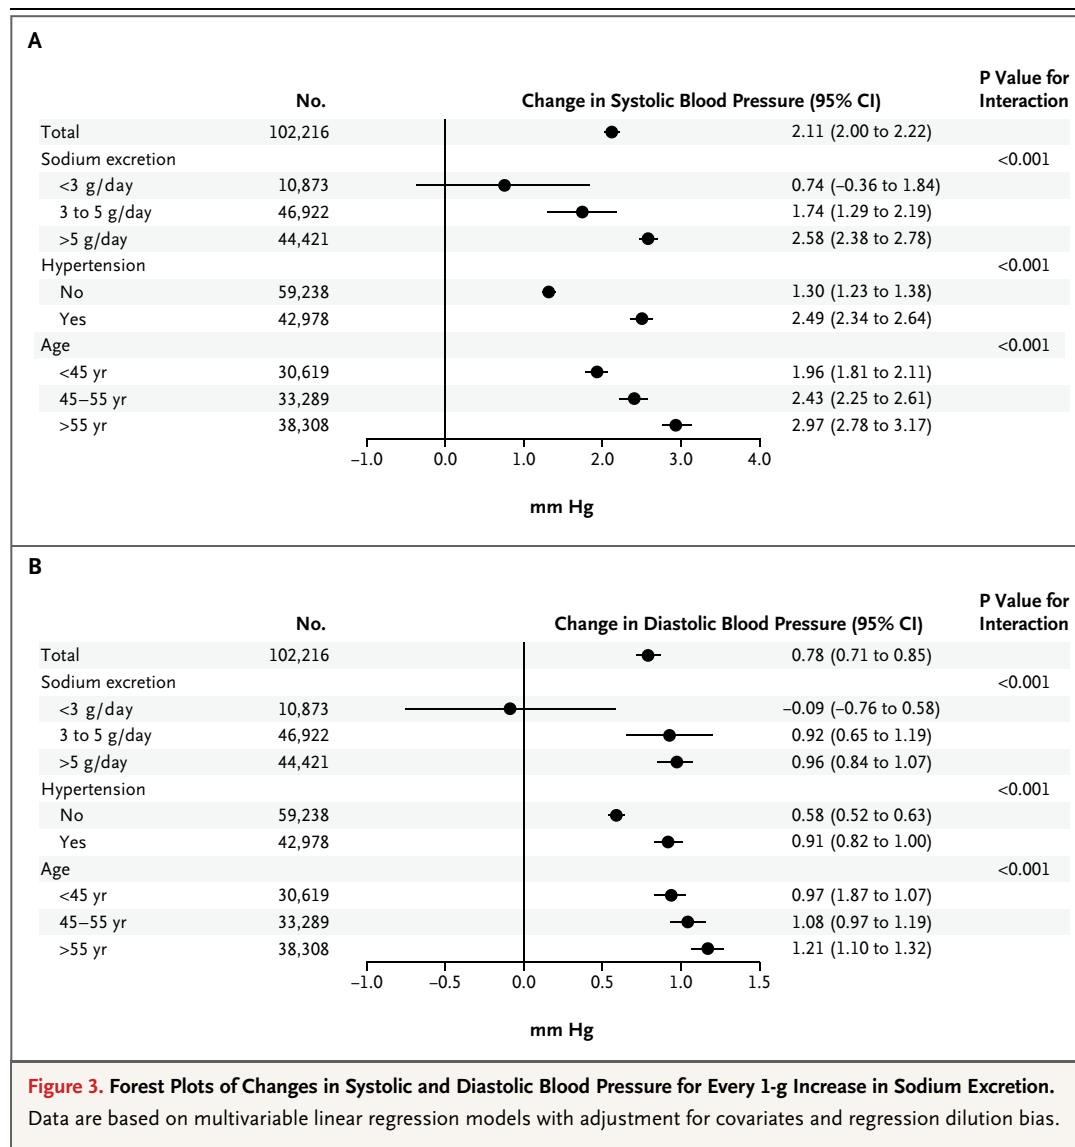 A
P Value for
No. Change in Systolic Blood Pressure (95% CI) Interaction
Total 102,216 2.11 (2.00 to 2.22)
Sodium excretion <0.001
<3 g/day 10,873 0.74 (–0.36 to 1.84)
3 to 5 g/day 46,922 1.74 (1.29 to 2.19)
>5 g/day 44,421 2.58 (2.38 to 2.78)
Hypertension <0.001
No 59,238 1.30 (1.23 to 1.38)
Yes 42,978 2.49 (2.34 to 2.64)
Age <0.001
<45 yr 30,619 1.96 (1.81 to 2.11)
45–55 yr 33,289 2.43 (2.25 to 2.61)
>55 yr 38,308 2.97 (2.78 to 3.17)
–1.0 0.0 1.0 2.0 3.0 4.0
mm Hg
B
P Value for
No. Change in Diastolic Blood Pressure (95% CI) Interaction
Total 102,216 0.78 (0.71 to 0.85)
Sodium excretion <0.001
<3 g/day 10,873 –0.09 (–0.76 to 0.58)
3 to 5 g/day 46,922 0.92 (0.65 to 1.19)
>5 g/day 44,421 0.96 (0.84 to 1.07)
Hypertension <0.001
No 59,238 0.58 (0.52 to 0.63)
Yes 42,978 0.91 (0.82 to 1.00)
Age <0.001
<45 yr 30,619 0.97 (1.87 to 1.07)
45–55 yr 33,289 1.08 (0.97 to 1.19)
>55 yr 38,308 1.21 (1.10 to 1.32)
–1.0 –0.5 0.0 0.5 1.0 1.5
mm Hg
Figure 3. Forest Plots of Changes in Systolic and Diastolic Blood Pressure for Every 1-g Increase in Sodium Excretion.
Data are based on multivariable linear regression models with adjustment for covariates and regression dilution bias.